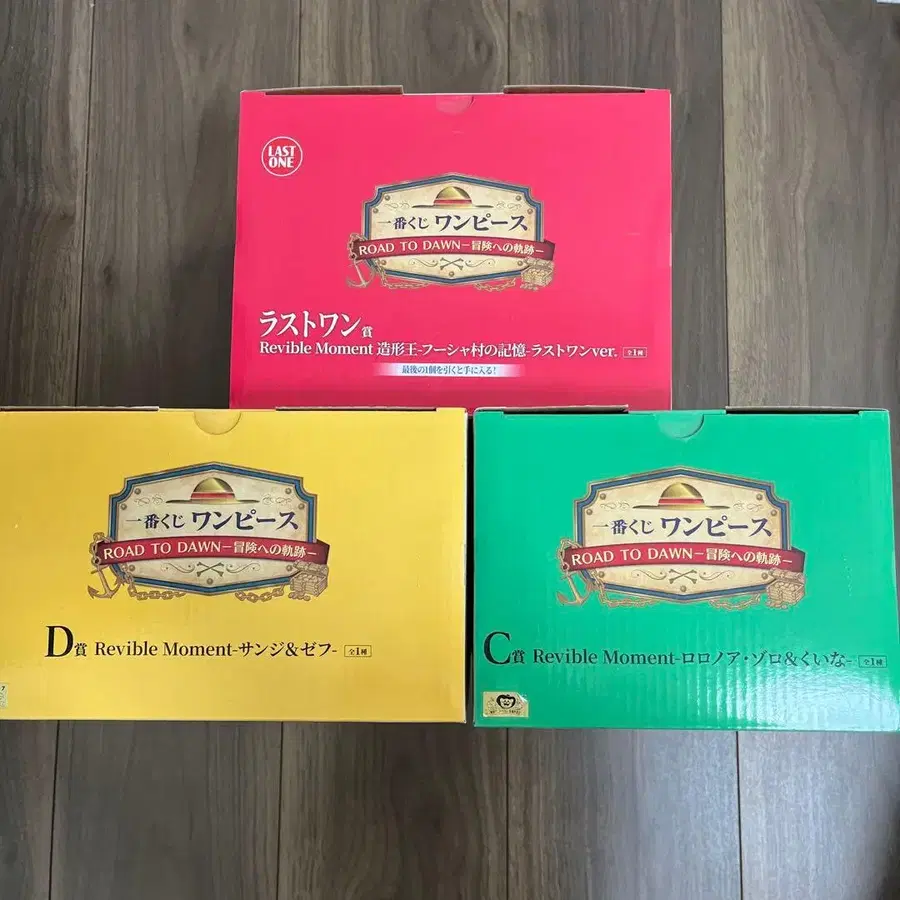 LAST
ONE
一番くじ ワンピース
ROAD TO DAWN－冒険への軌跡－
ラストワン賞
Revible Moment 造形王-フーシャ村の記憶-ラストワンver. 全1種
最後の1個を引くと手に入る!
一番くじ ワンピース
ROAD TO DAWN－冒険への軌跡－
D賞 Revible Moment-サンジ&ゼフ- 全1種
一番くじ ワンピース
ROAD TO DAWN－冒険への軌跡－
C賞 Revible Moment-ロロノア・ゾロ&くいな- 全1種